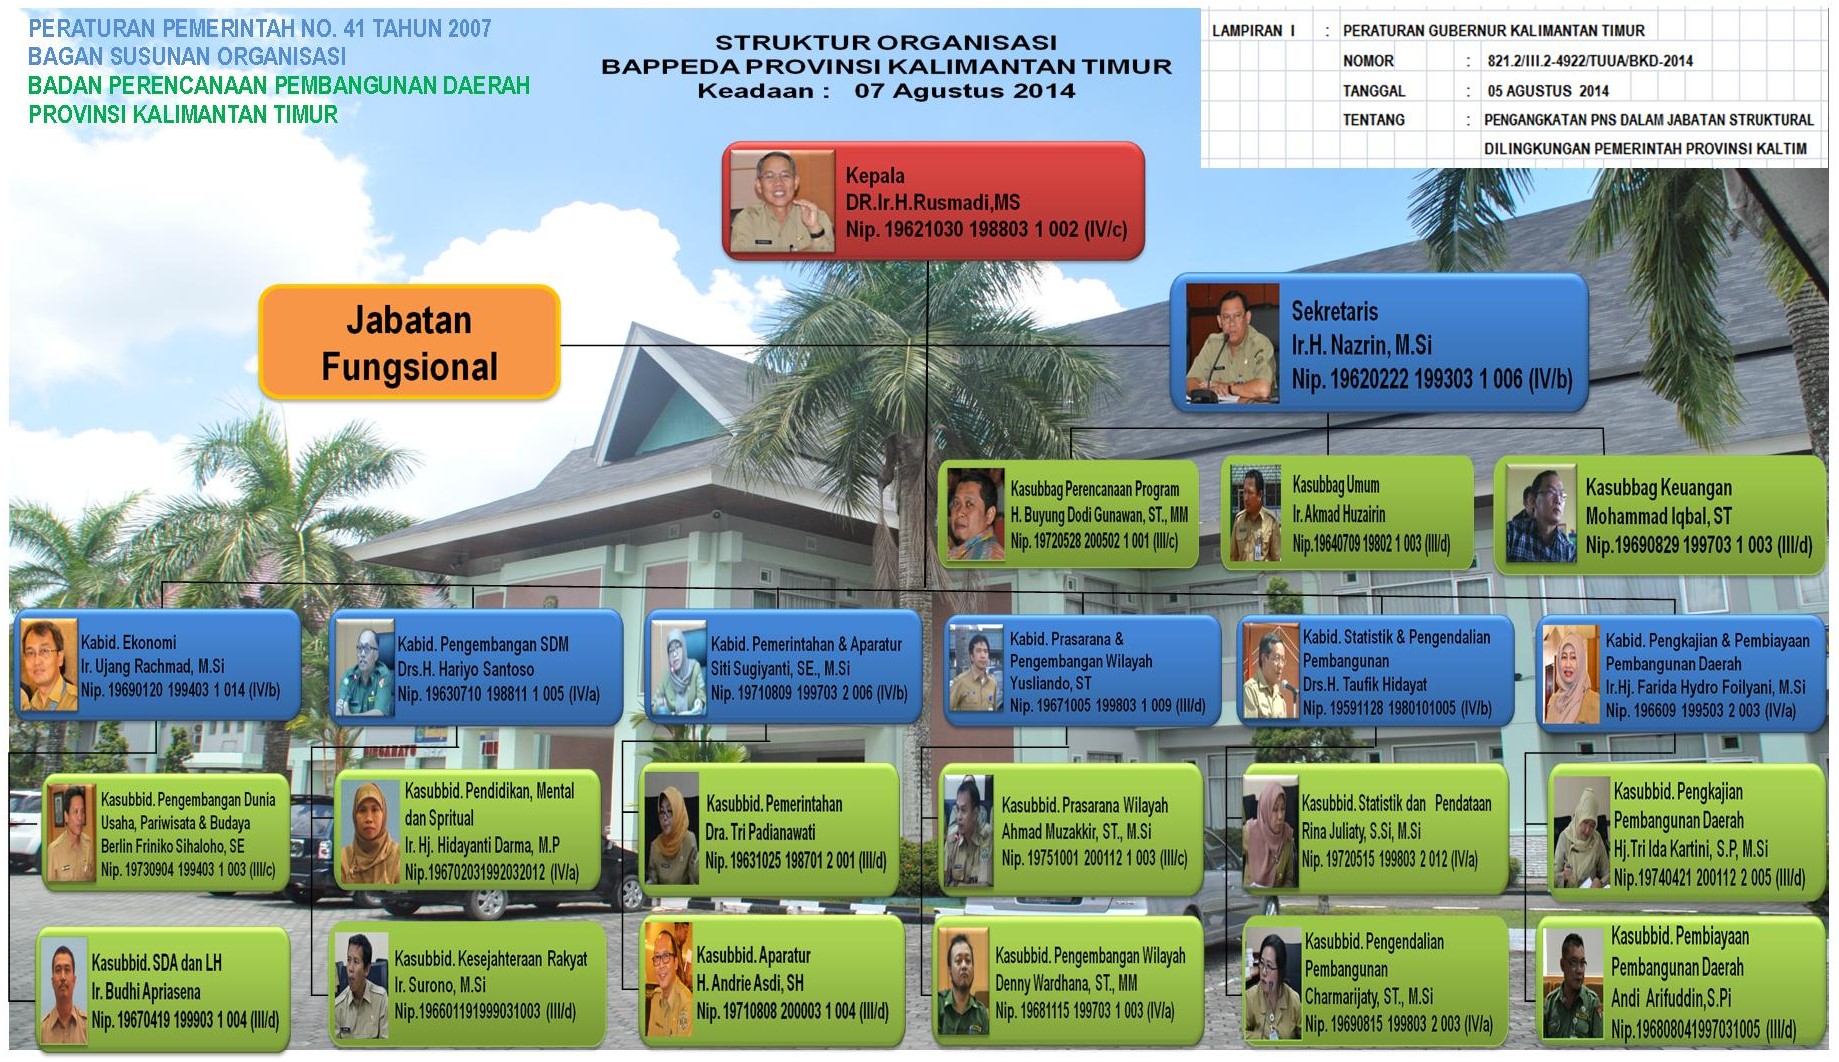 PERATURAN PEMERINTAH NO. 41 TAHUN 2007
BAGAN SUSUNAN ORGANISASI
BADAN PERENCANAAN PEMBANGUNAN DAERAH
PROVINSI KALIMANTAN TIMUR
STRUKTUR ORGANISASI
BAPPEDA PROVINSI KALIMANTAN TIMUR
Keadaan : 07 Agustus 2014
LAMPIRAN I : PERATURAN GUBERNUR KALIMANTAN TIMUR
NOMOR : 821.2/III.2-4922/TUUA/BKD-2014
TANGGAL : 05 AGUSTUS 2014
TENTANG : PENGANGKATAN PNS DALAM JABATAN STRUKTURAL
DILINGKUNGAN PEMERINTAH PROVINSI KALTIM
Kepala
DR.Ir.H.Rusmadi,MS
Nip. 19621030 198803 1 002 (IV/c)
Jabatan
Fungsional
Sekretaris
Ir.H. Nazrin, M.Si
Nip. 19620222 199303 1 006 (IV/b)
Kasubbag Perencanaan Program
H. Buyung Dodi Gunawan, ST., MM
Nip. 19720528 200502 1 001 (III/c)
Kasubbag Umum
Ir.Akmad Huzairin
Nip.19640709 19802 1 003 (III/d)
Kasubbag Keuangan
Mohammad Iqbal, ST
Nip.19690829 199703 1 003 (III/d)
Kabid. Ekonomi
Ir. Ujang Rachmad, M.Si
Nip. 19690120 199403 1 014 (IV/b)
Kabid. Pengembangan SDM
Drs.H. Hariyo Santoso
Nip. 19630710 198811 1 005 (IV/a)
Kabid. Pemerintahan & Aparatur
Siti Sugiyanti, SE., M.Si
Nip. 19710809 199703 2 006 (IV/b)
Kabid. Prasarana &
Pengembangan Wilayah
Yusliando, ST
Nip. 19671005 199803 1 009 (III/d)
Kabid. Statistik & Pengendalian
Pembangunan
Drs.H. Taufik Hidayat
Nip. 19591128 1980101005 (IV/b)
Kabid. Pengkajian & Pembiayaan
Pembangunan Daerah
Ir.Hj. Farida Hydro Foilyani, M.Si
Nip. 196609 199503 2 003 (IV/a)
Kasubbid. Pengembangan Dunia
Usaha, Pariwisata & Budaya
Berlin Friniko Sihaloho, SE
Nip. 19730904 199403 1 003 (III/c)
Kasubbid. Pendidikan, Mental
dan Spritual
Ir. Hj. Hidayanti Darma, M.P
Nip.196702031992032012 (IV/a)
Kasubbid. Pemerintahan
Dra. Tri Padianawati
Nip. 19631025 198701 2 001 (III/d)
Kasubbid. Prasarana Wilayah
Ahmad Muzakkir, ST., M.Si
Nip. 19751001 200112 1 003 (III/c)
Kasubbid. Statistik dan Pendataan
Rina Juliaty, S.Si, M.Si
Nip. 19720515 199803 2 012 (IV/a)
Kasubbid. Pengkajian
Pembangunan Daerah
Hj.Tri Ida Kartini, S.P, M.Si
Nip.19740421 200112 2 005 (III/d)
Kasubbid. SDA dan LH
Ir. Budhi Apriasena
Nip. 19670419 199903 1 004 (III/d)
Kasubbid. Kesejahteraan Rakyat
Ir. Surono, M.Si
Nip.196601191999031003 (III/d)
Kasubbid. Aparatur
H. Andrie Asdi, SH
Nip. 19710808 200003 1 004 (III/d)
Kasubbid. Pengembangan Wilayah
Denny Wardhana, ST., MM
Nip. 19681115 199703 1 003 (IV/a)
Kasubbid. Pengendalian
Pembangunan
Charmarijaty, ST., M.Si
Nip. 19690815 199803 2 003 (IV/a)
Kasubbid. Pembiayaan
Pembangunan Daerah
Andi Arifuddin,S.Pi
Nip.196808041997031005 (III/d)